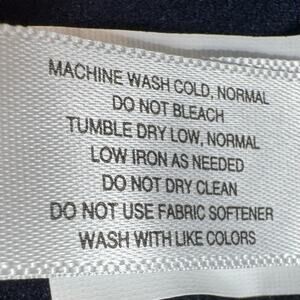 MACHINE WASH COLD, NORMAL
DO NOT BLEACH
TUMBLE DRY LOW, NORMAL
LOW IRON AS NEEDED
DO NOT DRY CLEAN
DO NOT USE FABRIC SOFTENER
WASH WITH LIKE COLORS